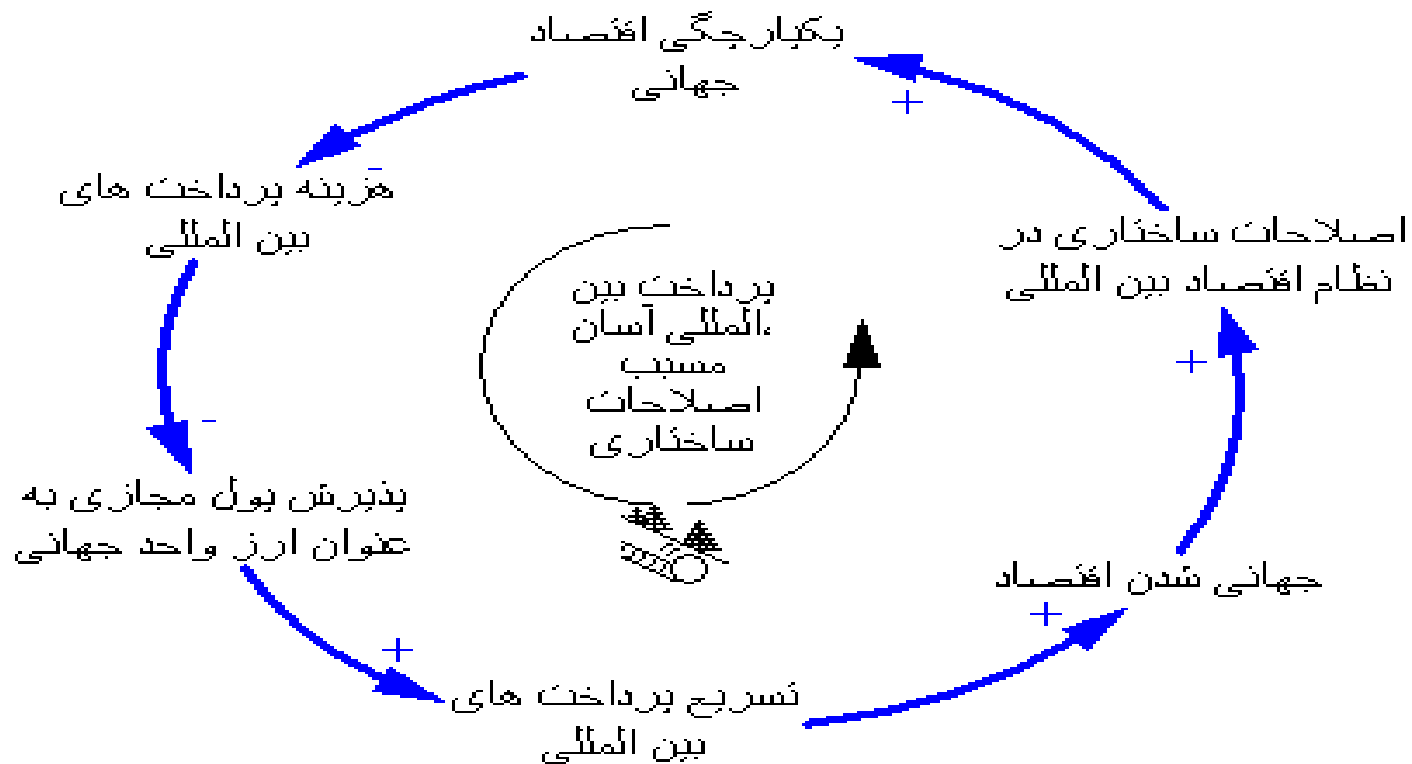 یکپارچگی اقتصاد
جهانی
-
هزینه پرداخت های
بین المللی
-
پذیرش پول مجازی به
عنوان ارز واحد جهانی
+
تسریع پرداخت های
بین المللی
+
جهانی شدن اقتصاد
+
اصلاحات ساختاری در
نظام اقتصاد بین المللی
+
پرداخت بین
المللی آسان،
مسبب
اصلاحات
ساختاری